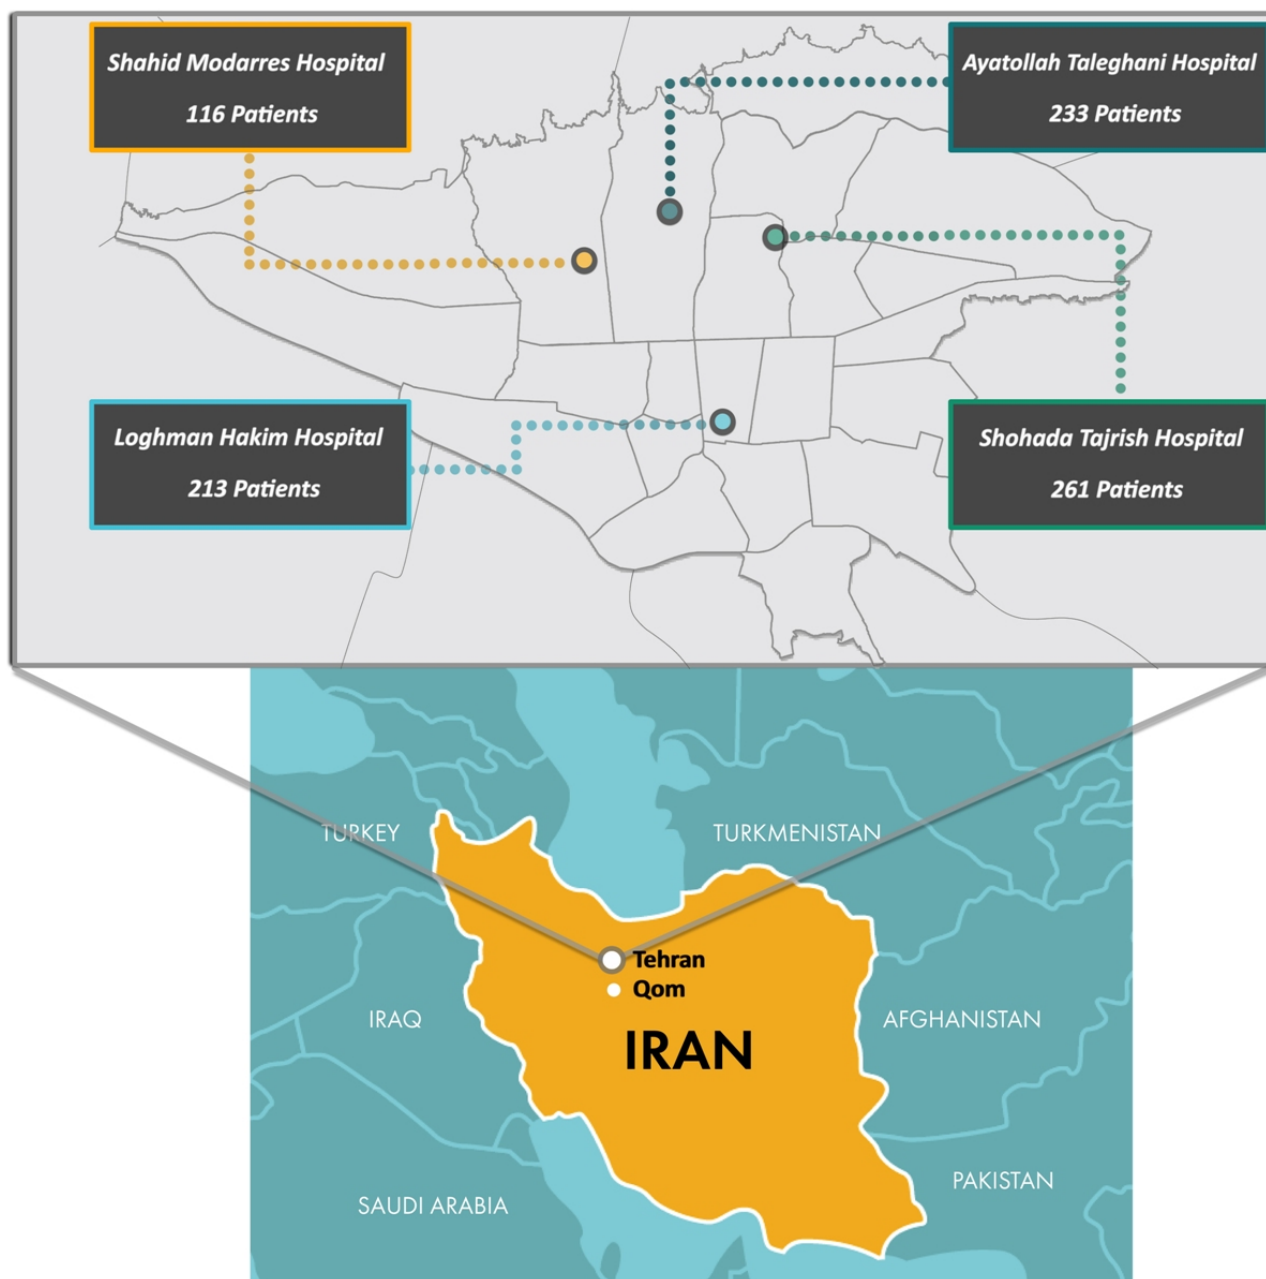 Shahid Modarres Hospital
116 Patients
Ayatollah Taleghani Hospital
233 Patients
Loghman Hakim Hospital
213 Patients
Shohada Tajrish Hospital
261 Patients
TURKEY
TURKMENISTAN
Tehran
Qom
IRAQ
AFGHANISTAN
IRAN
PAKISTAN
SAUDI ARABIA